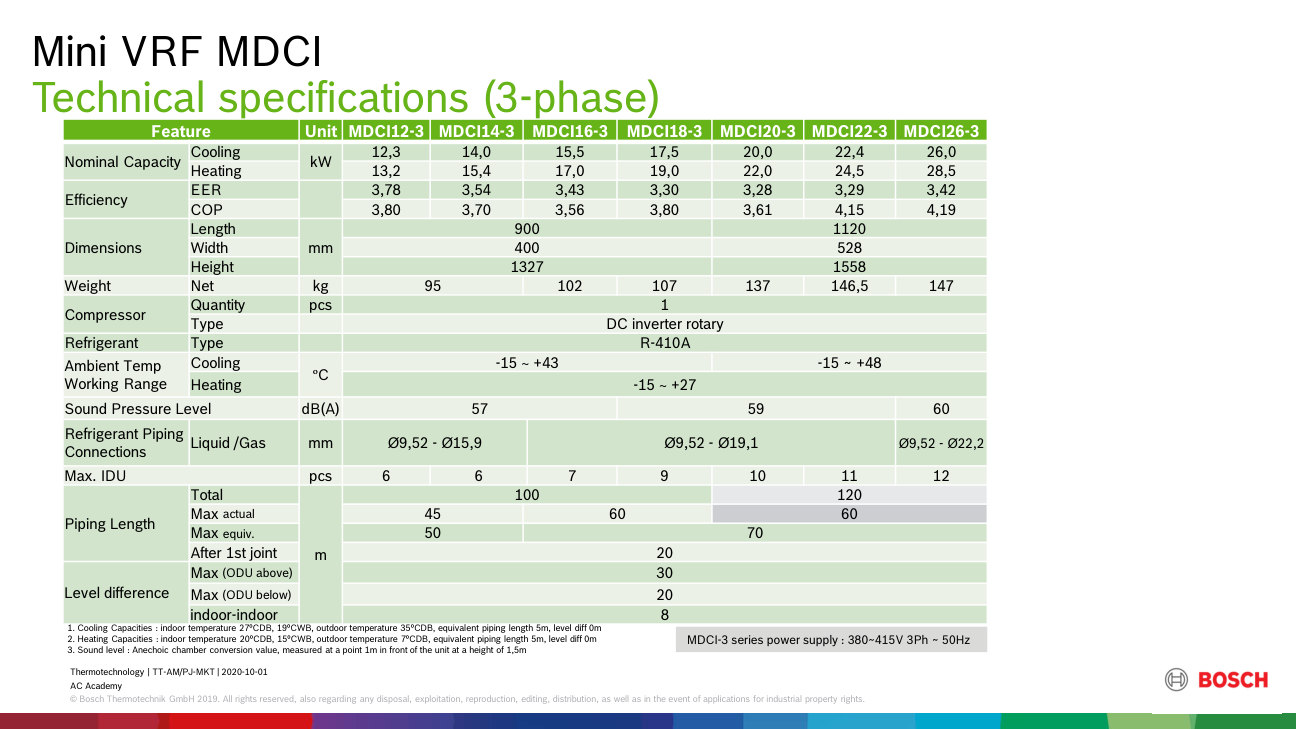 Mini VRF MDCI
Technical specifications (3-phase)
Feature Unit MDCI12-3 MDCI14-3 MDCI16-3 MDCI18-3 MDCI20-3 MDCI22-3 MDCI26-3
Nominal Capacity Cooling kW 12,3 14,0 15,5 17,5 20,0 22,4 26,0
Heating 13,2 15,4 17,0 19,0 22,0 24,5 28,5
Efficiency EER 3,78 3,54 3,43 3,30 3,28 3,29 3,42
COP 3,80 3,70 3,56 3,80 3,61 4,15 4,19
Dimensions Length mm 900 1120
Width 400 528
Height 1327 1558
Weight Net kg 95 102 107 137 146,5 147
Compressor Quantity pcs 1
Type DC inverter rotary
Refrigerant Type R-410A
Ambient Temp Working Range Cooling °C -15 ~ +43 -15 ~ +48
Heating -15 ~ +27
Sound Pressure Level dB(A) 57 59 60
Refrigerant Piping Connections Liquid /Gas mm Ø9,52 - Ø15,9 Ø9,52 - Ø19,1 Ø9,52 - Ø22,2
Max. IDU pcs 6 6 7 9 10 11 12
Piping Length Total m 100 120
Max actual 45 60 60
Max equiv. 50 70
After 1st joint 20
Level difference Max (ODU above) 30
Max (ODU below) 20
indoor-indoor 8
1. Cooling Capacities : indoor temperature 27°CDB, 19°CWB, outdoor temperature 35°CDB, equivalent piping length 5m, level diff 0m
2. Heating Capacities : indoor temperature 20°CDB, 15°CWB, outdoor temperature 7°CDB, equivalent piping length 5m, level diff 0m
3. Sound level : Anechoic chamber conversion value, measured at a point 1m in front of the unit at a height of 1,5m
MDCI-3 series power supply : 380~415V 3Ph ~ 50Hz
Thermotechnology | TT-AM/PJ-MKT | 2020-10-01
AC Academy
© Bosch Thermotechnik GmbH 2019. All rights reserved, also regarding any disposal, exploitation, reproduction, editing, distribution, as well as in the event of applications for industrial property rights.
BOSCH